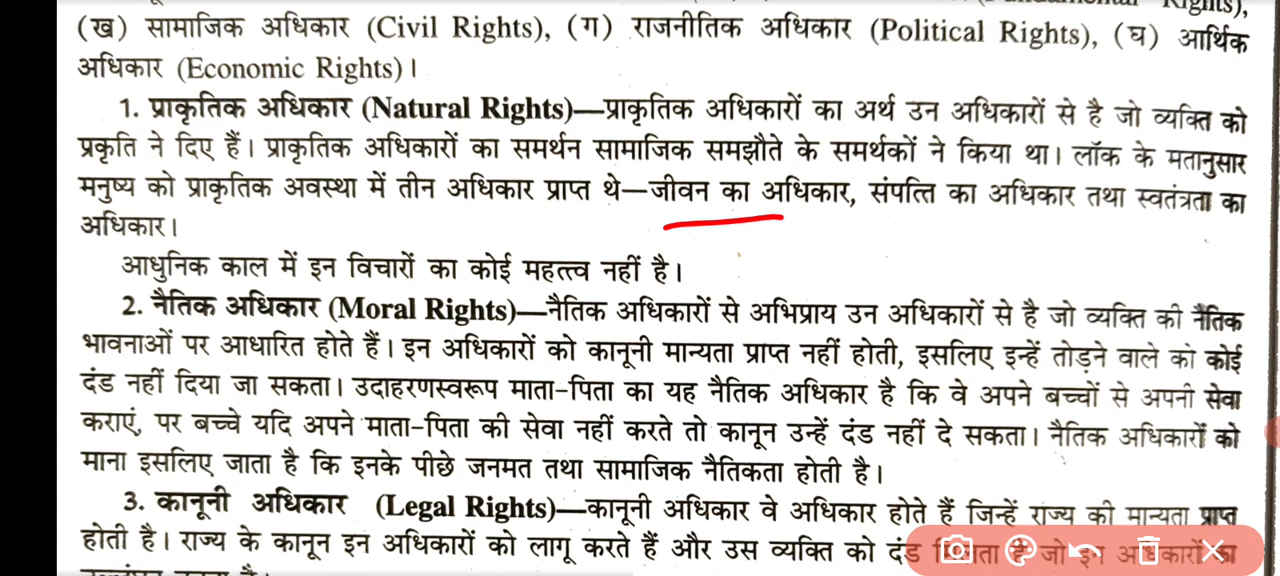 Rights),
(ख) सामाजिक अधिकार (Civil Rights), (ग) राजनीतिक अधिकार (Political Rights), (घ) आर्थिक
अधिकार (Economic Rights)।
1. प्राकृतिक अधिकार (Natural Rights)—प्राकृतिक अधिकारों का अर्थ उन अधिकारों से है जो व्यक्ति को
प्रकृति ने दिए हैं। प्राकृतिक अधिकारों का समर्थन सामाजिक समझौते के समर्थकों ने किया था। लॉक के मतानुसार
मनुष्य को प्राकृतिक अवस्था में तीन अधिकार प्राप्त थे—जीवन का अधिकार, संपत्ति का अधिकार तथा स्वतंत्रता का
अधिकार।
आधुनिक काल में इन विचारों का कोई महत्त्व नहीं है।
2. नैतिक अधिकार (Moral Rights)—नैतिक अधिकारों से अभिप्राय उन अधिकारों से है जो व्यक्ति की नैतिक
भावनाओं पर आधारित होते हैं। इन अधिकारों को कानूनी मान्यता प्राप्त नहीं होती, इसलिए इन्हें तोड़ने वाले को कोई
दंड नहीं दिया जा सकता। उदाहरणस्वरूप माता-पिता का यह नैतिक अधिकार है कि वे अपने बच्चों से अपनी सेवा
कराएं, पर बच्चे यदि अपने माता-पिता की सेवा नहीं करते तो कानून उन्हें दंड नहीं दे सकता। नैतिक अधिकारों को
माना इसलिए जाता है कि इनके पीछे जनमत तथा सामाजिक नैतिकता होती है।
3. कानूनी अधिकार (Legal Rights)—कानूनी अधिकार वे अधिकार होते हैं जिन्हें राज्य की मान्यता प्राप्त
होती है। राज्य के कानून इन अधिकारों को लागू करते हैं और उस व्यक्ति को दंड मिलता है जो इन अधिकारों का